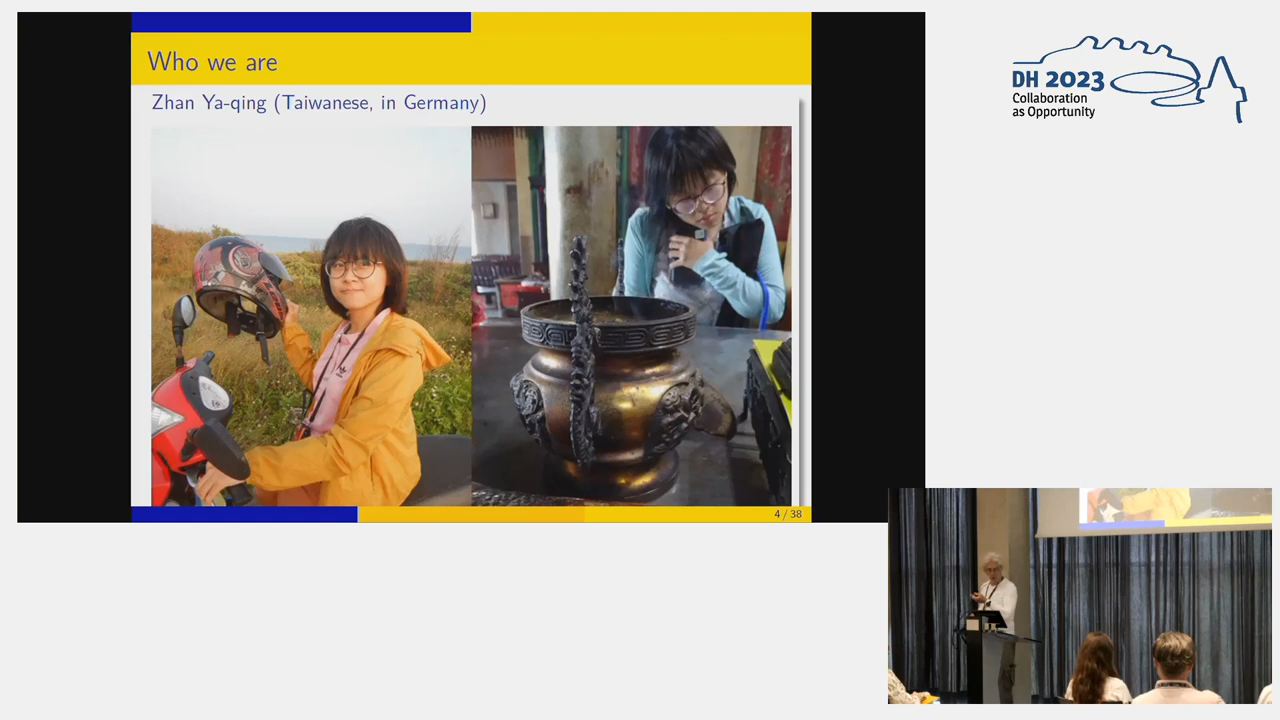 Who we are
Zhan Ya-qing (Taiwanese, in Germany)
4 / 38
DH 2023
Collaboration
as Opportunity